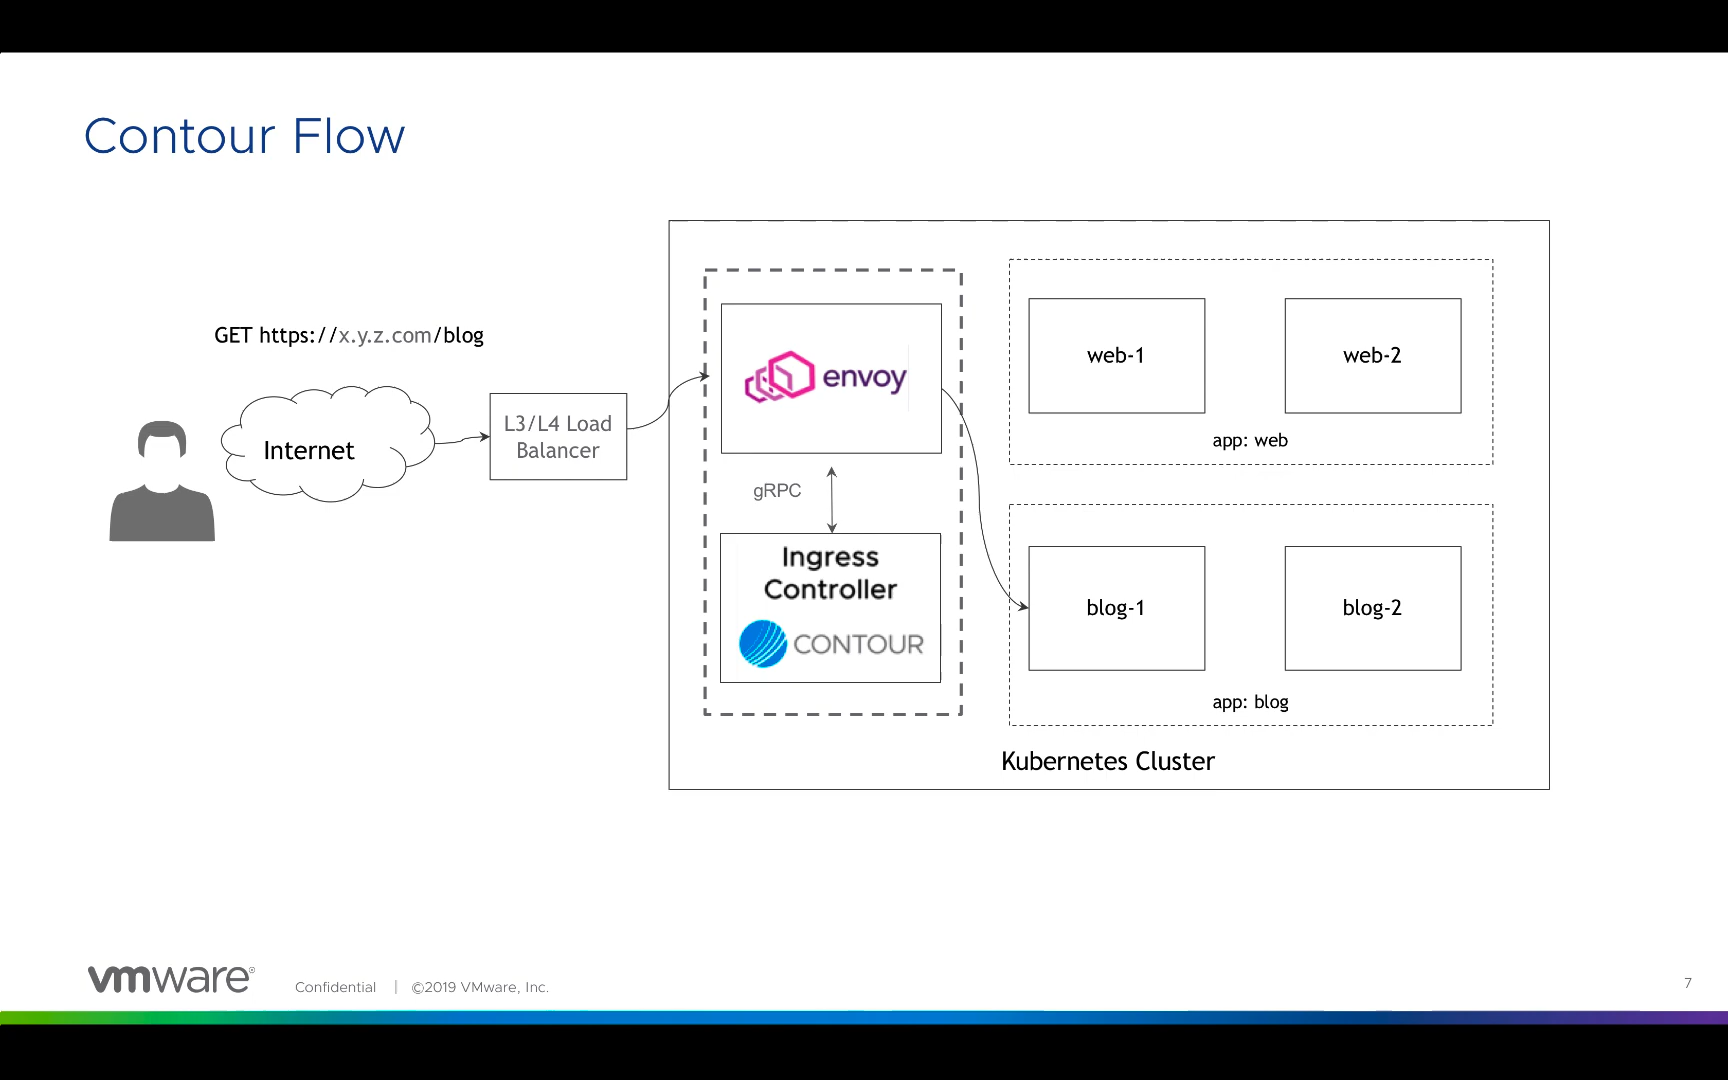 Contour Flow
GET https://x.y.z.com/blog
Internet
L3/L4 Load
Balancer
envoy
gRPC
Ingress
Controller
CONTOUR
web-1
web-2
app: web
blog-1
blog-2
app: blog
Kubernetes Cluster
vmware®
Confidential | ©2019 VMware, Inc.
7